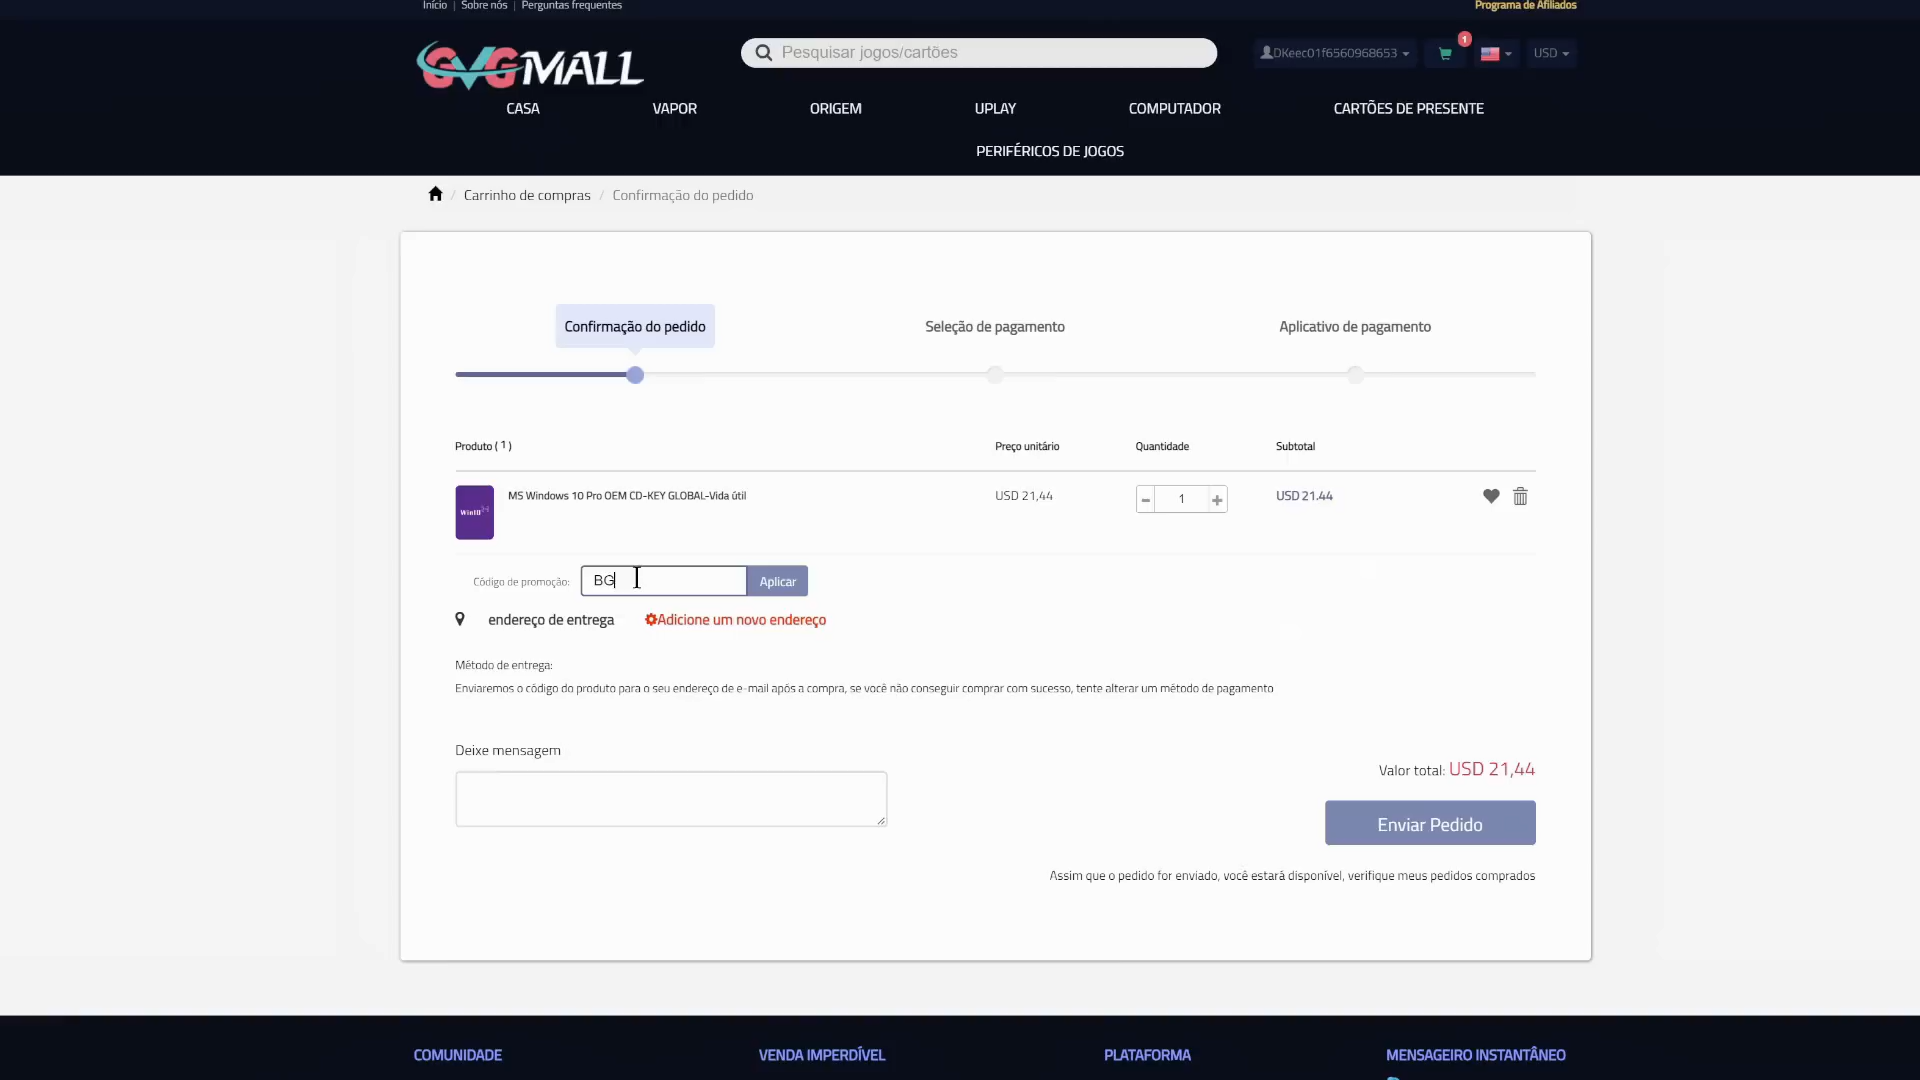 Início | Sobre nós | Perguntas frequentes
Programa de Afiliados
GVGMALL
Pesquisar jogos/cartões
DKeec01f6560968653
1
USD
CASA
VAPOR
ORIGEM
UPLAY
COMPUTADOR
CARTÕES DE PRESENTE
PERIFÉRICOS DE JOGOS
/ Carrinho de compras / Confirmação do pedido
Confirmação do pedido
Seleção de pagamento
Aplicativo de pagamento
Produto ( 1 )
Preço unitário
Quantidade
Subtotal
Win10
MS Windows 10 Pro OEM CD-KEY GLOBAL-Vida útil
USD 21,44
1
USD 21.44
Código de promoção:
BG
Aplicar
endereço de entrega
Adicione um novo endereço
Método de entrega:
Enviaremos o código do produto para o seu endereço de e-mail após a compra, se você não conseguir comprar com sucesso, tente alterar um método de pagamento
Deixe mensagem
Valor total: USD 21,44
Enviar Pedido
Assim que o pedido for enviado, você estará disponível, verifique meus pedidos comprados
COMUNIDADE
VENDA IMPERDÍVEL
PLATAFORMA
MENSAGEIRO INSTANTÂNEO